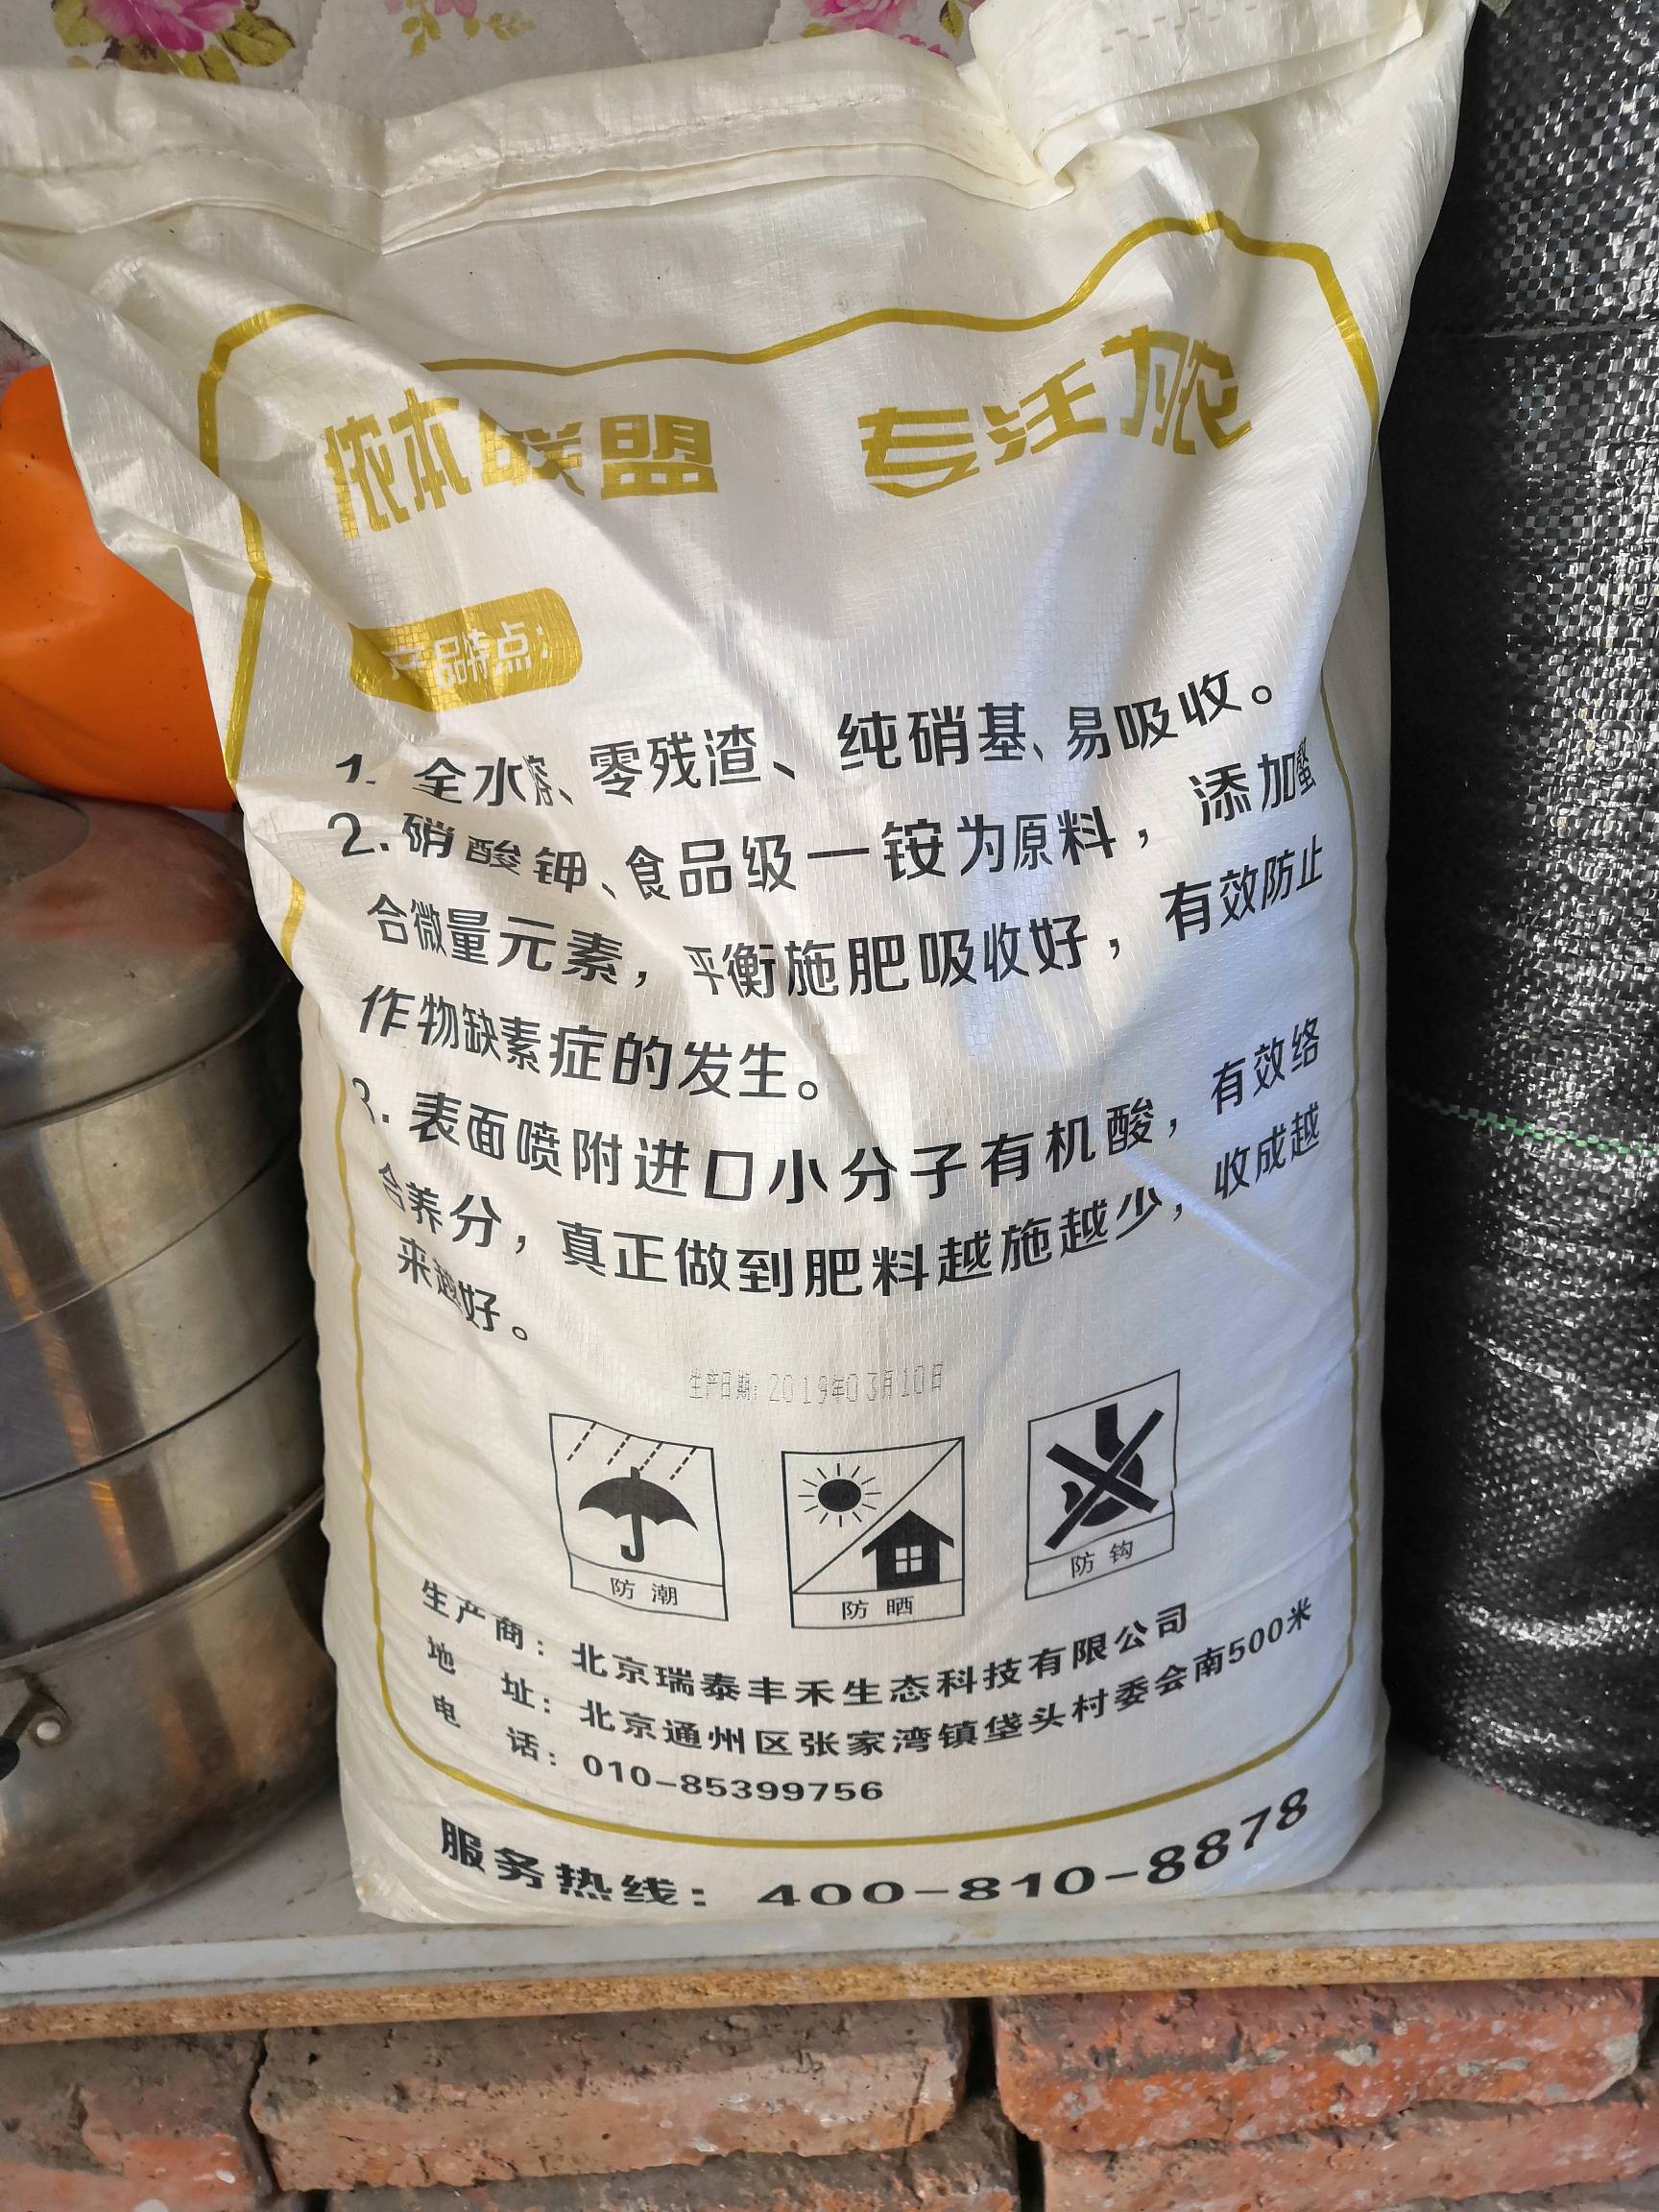 侬本联盟 专注力农
产品特点：
1. 全水溶、零残渣、纯硝基、易吸收。
2. 硝酸钾、食品级一铵为原料，添加螯
合微量元素，平衡施肥吸收好，有效防止
作物缺素症的发生。
3. 表面喷附进口小分子有机酸，有效络
合养分，真正做到肥料越施越少，收成越
来越好。
生产日期：2019年03月10日
防潮
防晒
防钩
生产商：北京瑞泰丰禾生态科技有限公司
地 址：北京通州区张家湾镇垡头村委会南500米
电 话：010-85399756
服务热线：400-810-8878